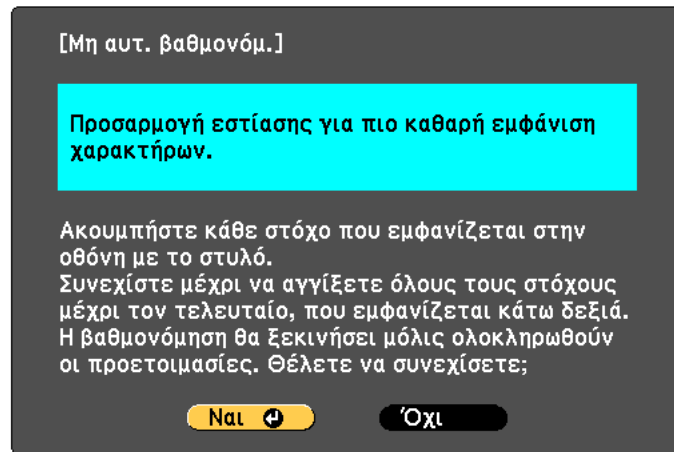 [Μη αυτ. βαθμονόμ.]
Προσαρμογή εστίασης για πιο καθαρή εμφάνιση
χαρακτήρων.
Ακουμπήστε κάθε στόχο που εμφανίζεται στην
οθόνη με το στυλό.
Συνεχίστε μέχρι να αγγίξετε όλους τους στόχους
μέχρι τον τελευταίο, που εμφανίζεται κάτω δεξιά.
Η βαθμονόμηση θα ξεκινήσει μόλις ολοκληρωθούν
οι προετοιμασίες. Θέλετε να συνεχίσετε;
Ναι Όχι